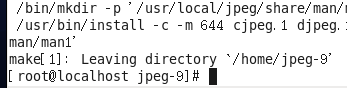 /bin/mkdir -p '/usr/local/jpeg/share/man/
/usr/bin/install -c -m 644 cjpeg.1 djpeg.
man/man1'
make[1]: Leaving directory `/home/jpeg-9'
[root@localhost jpeg-9]#